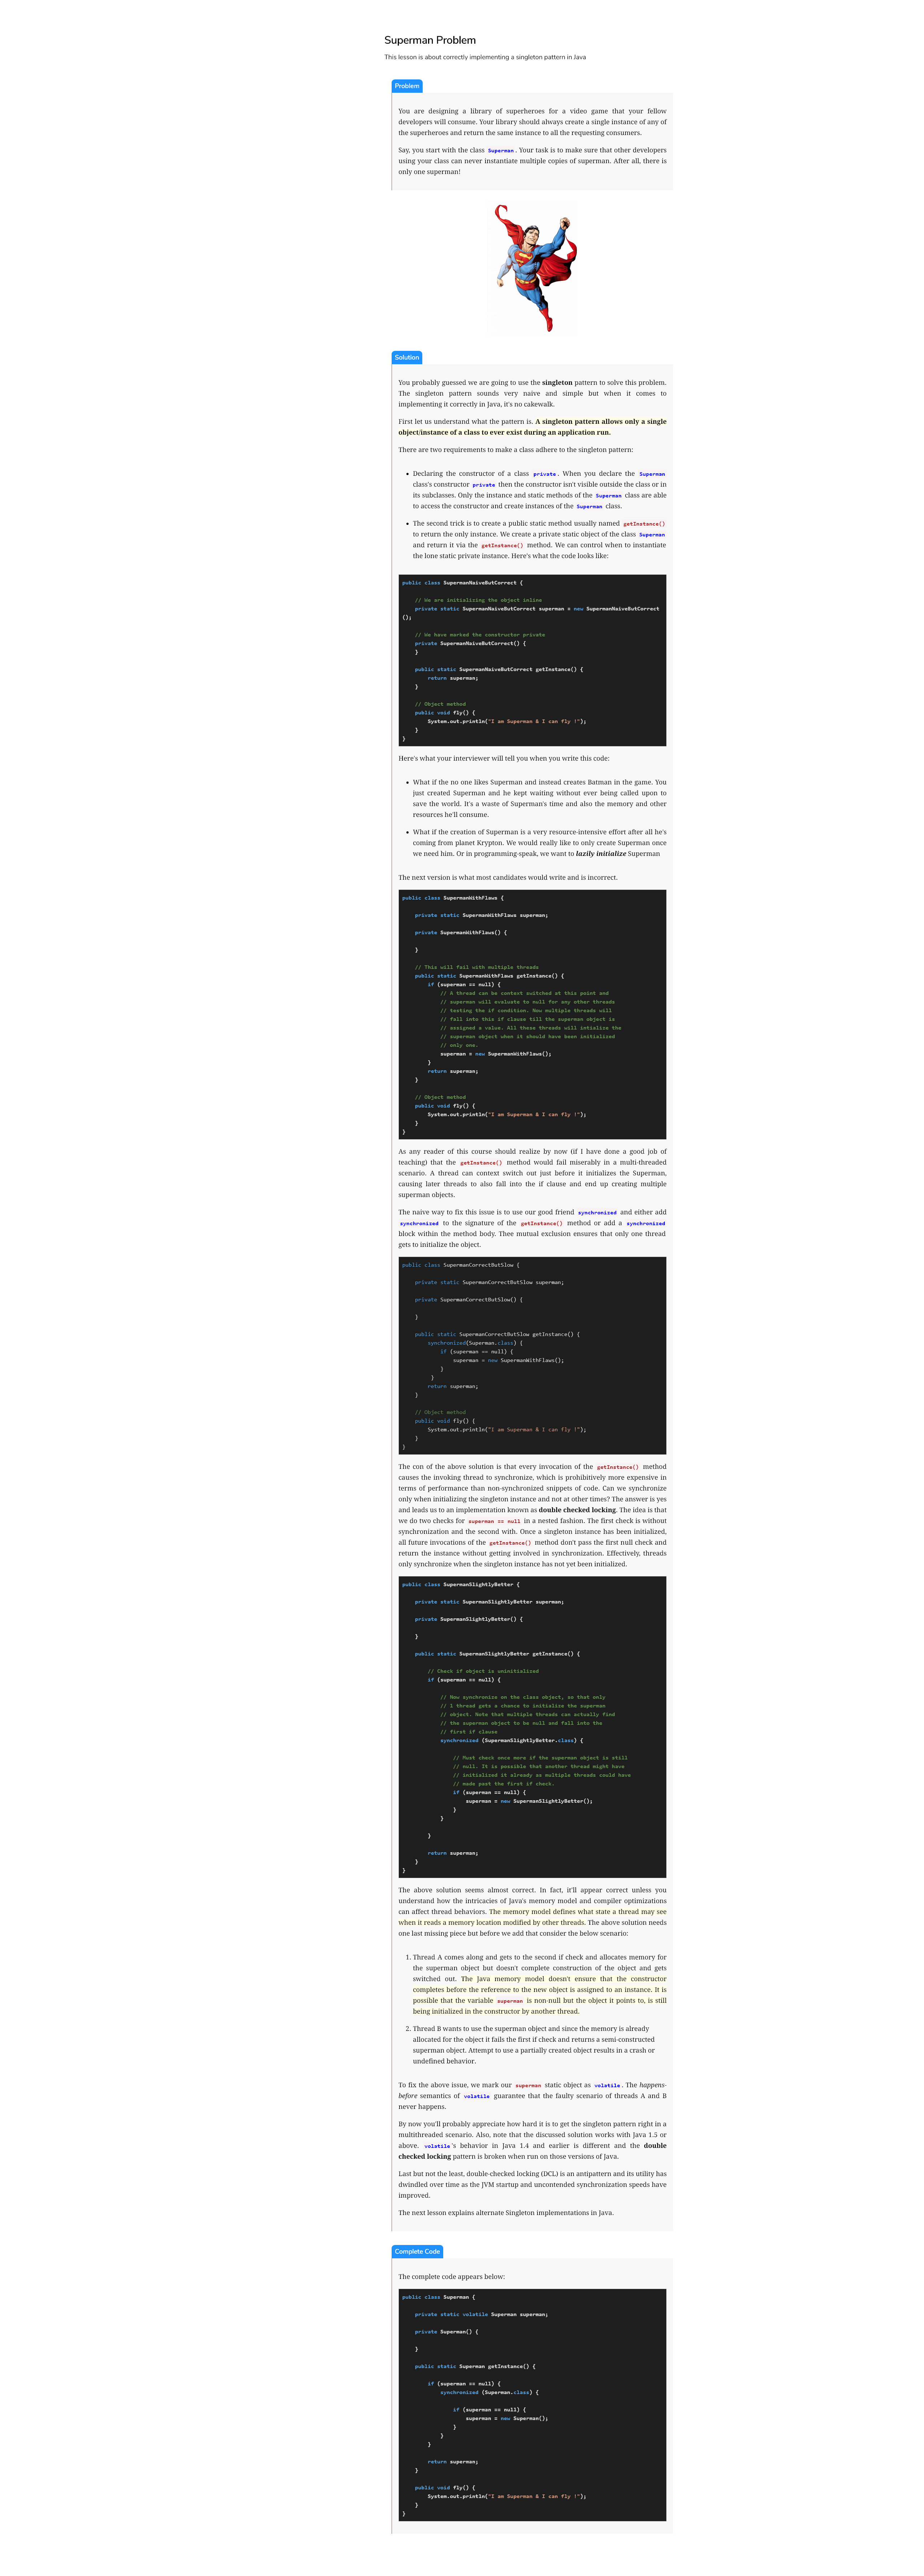 Superman Problem
This lesson is about correctly implementing a singleton pattern in Java
Problem
You are designing a library of superheroes for a video game that your fellow
developers will consume. Your library should always create a single instance of any of
the superheroes and return the same instance to all the requesting consumers.
Say, you start with the class Superman. Your task is to make sure that other developers
using your class can never instantiate multiple copies of superman. After all, there is
only one superman!
Solution
You probably guessed we are going to use the singleton pattern to solve this problem.
The singleton pattern sounds very naive and simple but when it comes to
implementing it correctly in Java, it's no cakewalk.
First let us understand what the pattern is. A singleton pattern allows only a single
object/instance of a class to ever exist during an application run.
There are two requirements to make a class adhere to the singleton pattern:
• Declaring the constructor of a class private. When you declare the Superman
class's constructor private then the constructor isn't visible outside the class or in
its subclasses. Only the instance and static methods of the Superman class are able
to access the constructor and create instances of the Superman class.
• The second trick is to create a public static method usually named getInstance()
to return the only instance. We create a private static object of the class Superman
and return it via the getInstance() method. We can control when to instantiate
the lone static private instance. Here's what the code looks like:
public class SupermanNaiveButCorrect {
// We are initializing the object inline
private static SupermanNaiveButCorrect superman = new SupermanNaiveButCorrect
();
// We have marked the constructor private
private SupermanNaiveButCorrect() {
}
public static SupermanNaiveButCorrect getInstance() {
return superman;
}
// Object method
public void fly() {
System.out.println("I am Superman & I can fly !");
}
}
Here's what your interviewer will tell you when you write this code:
• What if the no one likes Superman and instead creates Batman in the game. You
just created Superman and he kept waiting without ever being called upon to
save the world. It's a waste of Superman's time and also the memory and other
resources he'll consume.
• What if the creation of Superman is a very resource-intensive effort after all he's
coming from planet Krypton. We would really like to only create Superman once
we need him. Or in programming-speak, we want to lazily initialize Superman
The next version is what most candidates would write and is incorrect.
public class SupermanWithFlaws {
private static SupermanWithFlaws superman;
private SupermanWithFlaws() {
}
// This will fail with multiple threads
public static SupermanWithFlaws getInstance() {
if (superman == null) {
// A thread can be context switched at this point and
// superman will evaluate to null for any other threads
// testing the if condition. Now multiple threads will
// fall into this if clause till the superman object is
// assigned a value. All these threads will intialize the
// superman object when it should have been initialized
// only one.
superman = new SupermanWithFlaws();
}
return superman;
}
// Object method
public void fly() {
System.out.println("I am Superman & I can fly !");
}
}
As any reader of this course should realize by now (if I have done a good job of
teaching) that the getInstance() method would fail miserably in a multi-threaded
scenario. A thread can context switch out just before it initializes the Superman,
causing later threads to also fall into the if clause and end up creating multiple
superman objects.
The naive way to fix this issue is to use our good friend synchronized and either add
synchronized to the signature of the getInstance() method or add a synchronized
block within the method body. Thee mutual exclusion ensures that only one thread
gets to initialize the object.
public class SupermanCorrectButSlow {
private static SupermanCorrectButSlow superman;
private SupermanCorrectButSlow() {
}
public static SupermanCorrectButSlow getInstance() {
synchronized(Superman.class) {
if (superman == null) {
superman = new SupermanWithFlaws();
}
}
return superman;
}
// Object method
public void fly() {
System.out.println("I am Superman & I can fly !");
}
}
The con of the above solution is that every invocation of the getInstance() method
causes the invoking thread to synchronize, which is prohibitively more expensive in
terms of performance than non-synchronized snippets of code. Can we synchronize
only when initializing the singleton instance and not at other times? The answer is yes
and leads us to an implementation known as double checked locking. The idea is that
we do two checks for superman == null in a nested fashion. The first check is without
synchronization and the second with. Once a singleton instance has been initialized,
all future invocations of the getInstance() method don't pass the first null check and
return the instance without getting involved in synchronization. Effectively, threads
only synchronize when the singleton instance has not yet been initialized.
public class SupermanSlightlyBetter {
private static SupermanSlightlyBetter superman;
private SupermanSlightlyBetter() {
}
public static SupermanSlightlyBetter getInstance() {
// Check if object is uninitialized
if (superman == null) {
// Now synchronize on the class object, so that only
// 1 thread gets a chance to initialize the superman
// object. Note that multiple threads can actually find
// the superman object to be null and fall into the
// first if clause
synchronized (SupermanSlightlyBetter.class) {
// Must check once more if the superman object is still
// null. It is possible that another thread might have
// initialized it already as multiple threads could have
// made past the first if check.
if (superman == null) {
superman = new SupermanSlightlyBetter();
}
}
}
return superman;
}
}
The above solution seems almost correct. In fact, it'll appear correct unless you
understand how the intricacies of Java's memory model and compiler optimizations
can affect thread behaviors. The memory model defines what state a thread may see
when it reads a memory location modified by other threads. The above solution needs
one last missing piece but before we add that consider the below scenario:
1. Thread A comes along and gets to the second if check and allocates memory for
the superman object but doesn't complete construction of the object and gets
switched out. The Java memory model doesn't ensure that the constructor
completes before the reference to the new object is assigned to an instance. It is
possible that the variable superman is non-null but the object it points to, is still
being initialized in the constructor by another thread.
2. Thread B wants to use the superman object and since the memory is already
allocated for the object it fails the first if check and returns a semi-constructed
superman object. Attempt to use a partially created object results in a crash or
undefined behavior.
To fix the above issue, we mark our superman static object as volatile. The happens-
before semantics of volatile guarantee that the faulty scenario of threads A and B
never happens.
By now you'll probably appreciate how hard it is to get the singleton pattern right in a
multithreaded scenario. Also, note that the discussed solution works with Java 1.5 or
above. volatile's behavior in Java 1.4 and earlier is different and the double
checked locking pattern is broken when run on those versions of Java.
Last but not the least, double-checked locking (DCL) is an antipattern and its utility has
dwindled over time as the JVM startup and uncontended synchronization speeds have
improved.
The next lesson explains alternate Singleton implementations in Java.
Complete Code
The complete code appears below:
public class Superman {
private static volatile Superman superman;
private Superman() {
}
public static Superman getInstance() {
if (superman == null) {
synchronized (Superman.class) {
if (superman == null) {
superman = new Superman();
}
}
}
return superman;
}
public void fly() {
System.out.println("I am Superman & I can fly !");
}
}